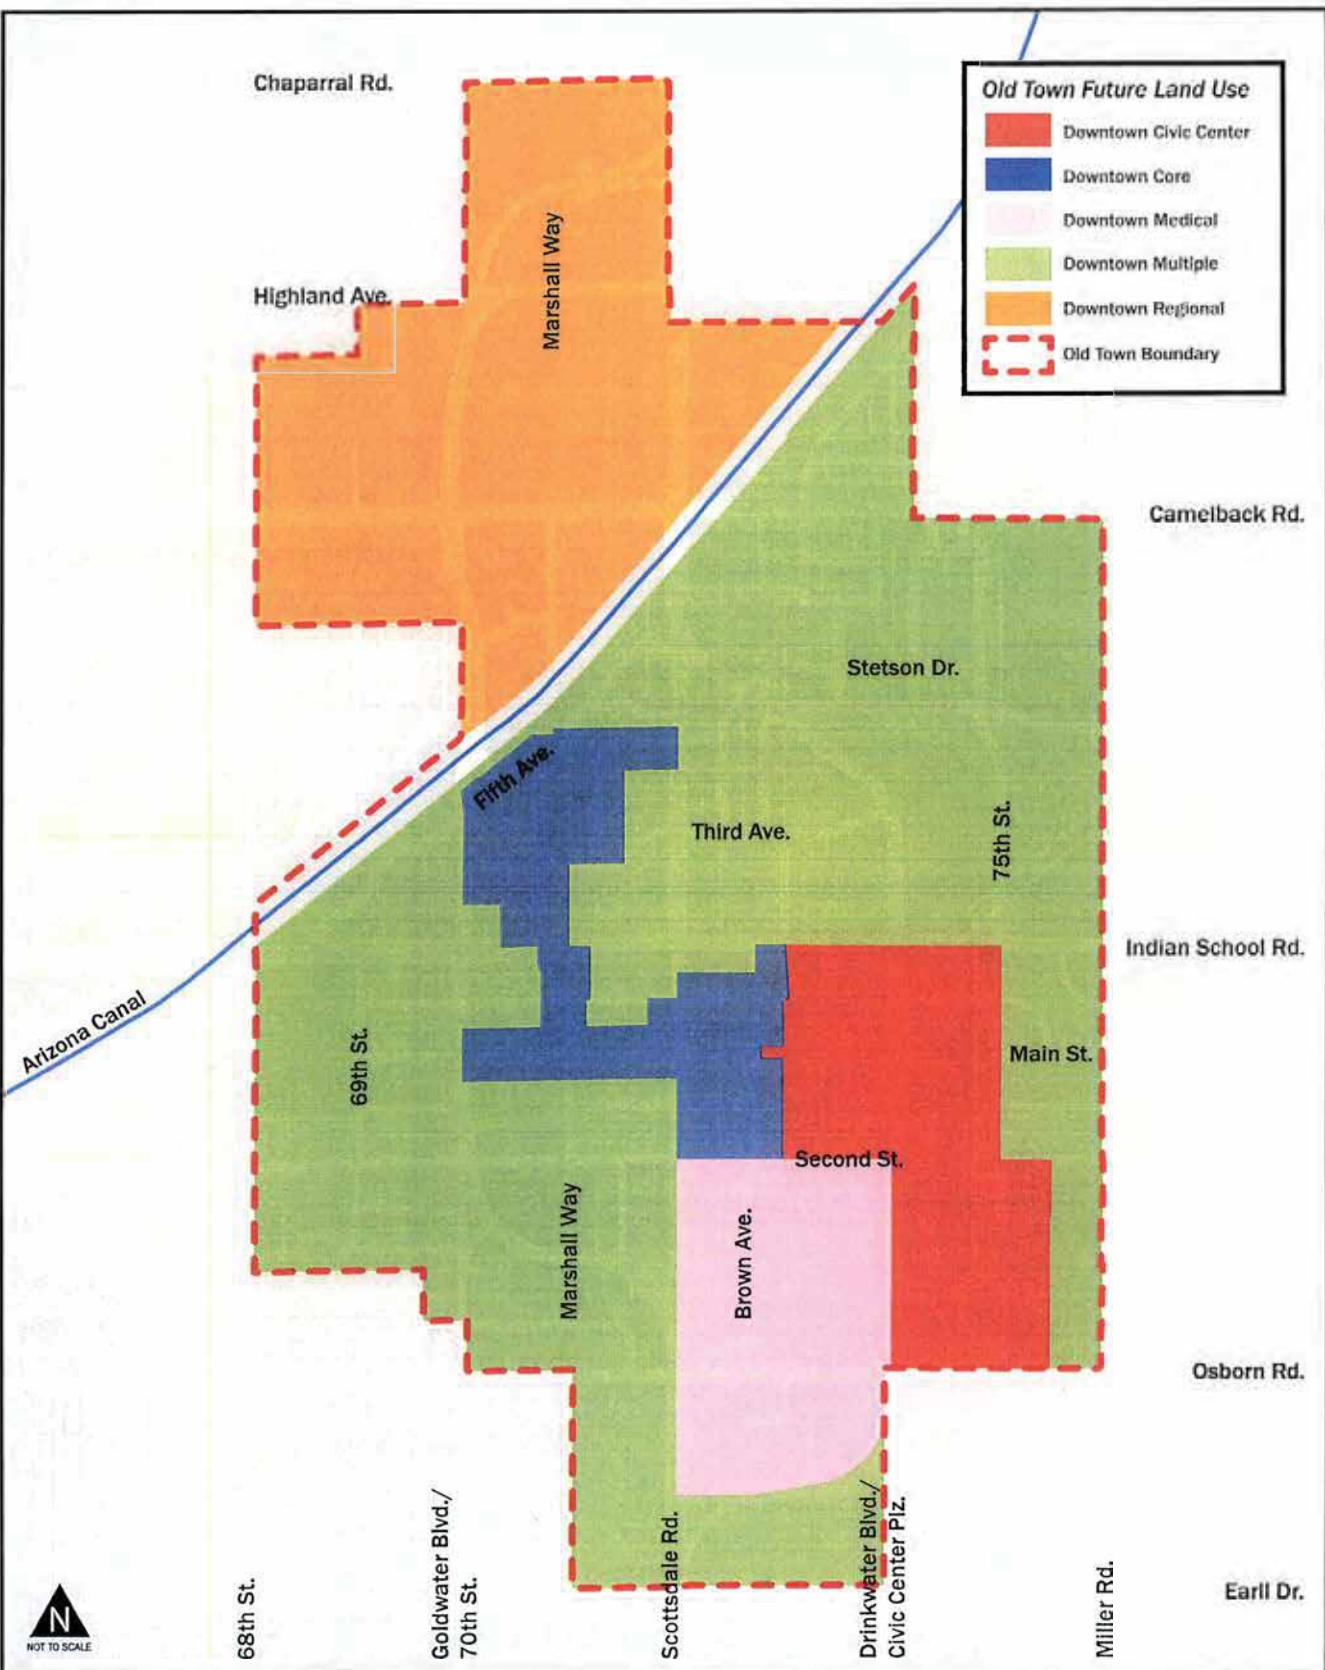 Chaparral Rd.
Old Town Future Land Use
Downtown Civic Center
Downtown Core
Downtown Medical
Downtown Multiple
Downtown Regional
Old Town Boundary
Highland Ave.
Marshall Way
Camelback Rd.
Stetson Dr.
Fifth Ave.
Third Ave.
75th St.
Indian School Rd.
Arizona Canal
69th St.
Main St.
Second St.
Marshall Way
Brown Ave.
Osborn Rd.
68th St.
Goldwater Blvd./
70th St.
Scottsdale Rd.
Drinkwater Blvd./
Civic Center Plz.
Miller Rd.
Earll Dr.
N
NOT TO SCALE